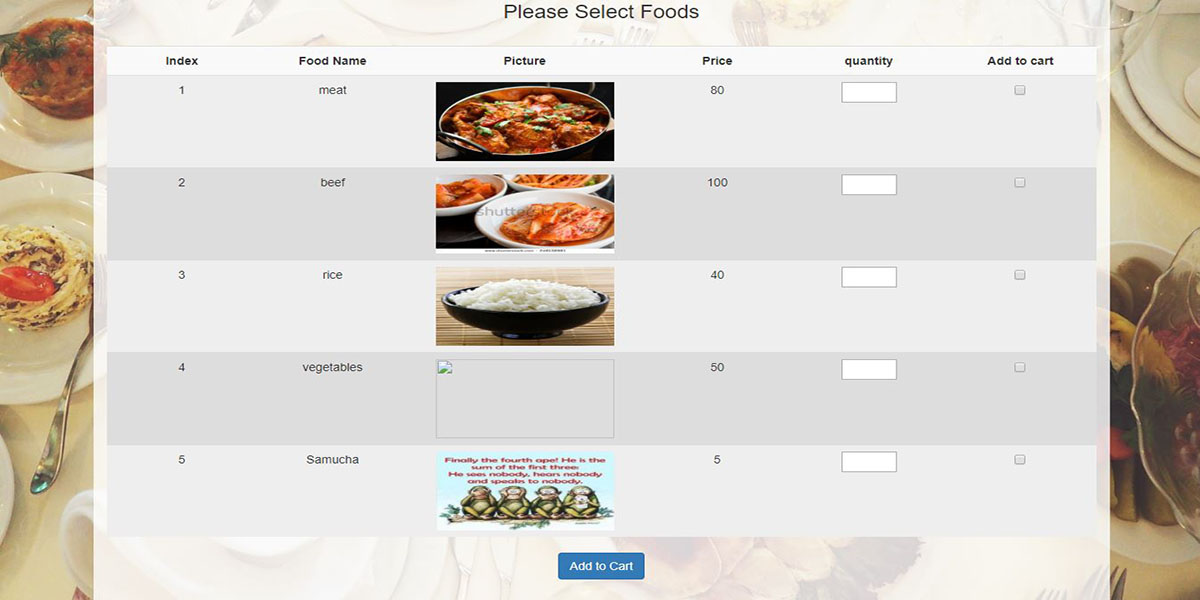 Please Select Foods
Index Food Name Picture Price quantity Add to cart
1 meat 80
2 beef 100
shutterstock
3 rice 40
4 vegetables 50
5 Samucha 5
Finally the fourth ape! He is the
sum of the first three:
He sees nobody, hears nobody
and speaks to nobody.
Add to Cart